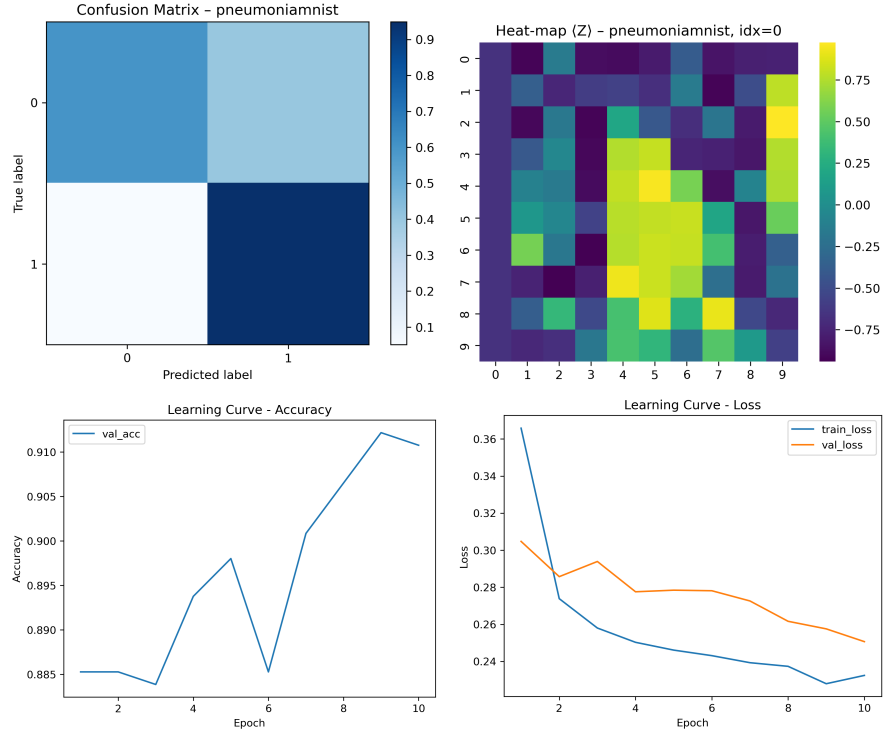 Confusion Matrix – pneumoniamnist
True label
0
1
0
1
Predicted label
0.9
0.8
0.7
0.6
0.5
0.4
0.3
0.2
0.1
Heat-map ⟨Z⟩ – pneumoniamnist, idx=0
0
1
2
3
4
5
6
7
8
9
0 1 2 3 4 5 6 7 8 9
0.75
0.50
0.25
0.00
−0.25
−0.50
−0.75
Learning Curve - Accuracy
val_acc
Accuracy
0.910
0.905
0.900
0.895
0.890
0.885
2 4 6 8 10
Epoch
Learning Curve - Loss
train_loss
val_loss
Loss
0.36
0.34
0.32
0.30
0.28
0.26
0.24
2 4 6 8 10
Epoch